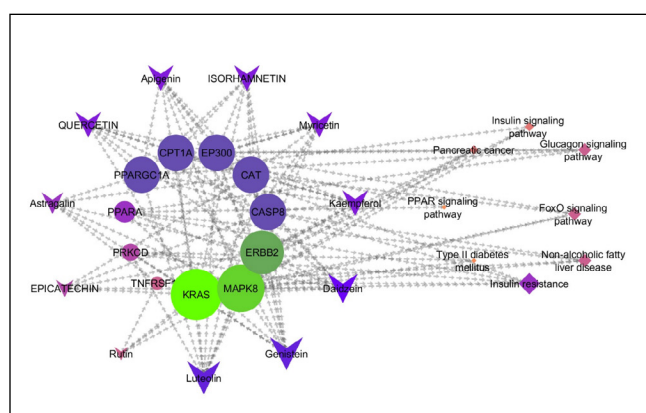 Apigenin
ISORHAMNETIN
QUERCETIN
Myricetin
Insulin signaling
pathway
CPT1A
EP300
Pancreatic cancer
Glucagon signaling
pathway
PPARGC1A
CAT
Astragalin
PPARA
CASP8
Kaempferol
PPAR signaling
pathway
FoxO signaling
pathway
PRKCD
ERBB2
Type II diabetes
mellitus
Non-alcoholic fatty
liver disease
EPICATECHIN
TNFRSF
KRAS
MAPK8
Daidzein
Insulin resistance
Rutin
Genistein
Luteolin